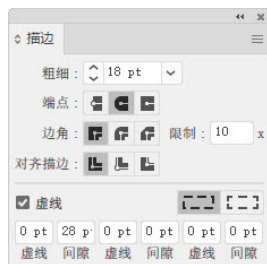 描边
粗细： 18 pt
端点：
边角： 限制： 10 x
对齐描边：
虚线
0 pt 28 p 0 pt 0 pt 0 pt 0 pt
虚线 间隙 虚线 间隙 虚线 间隙